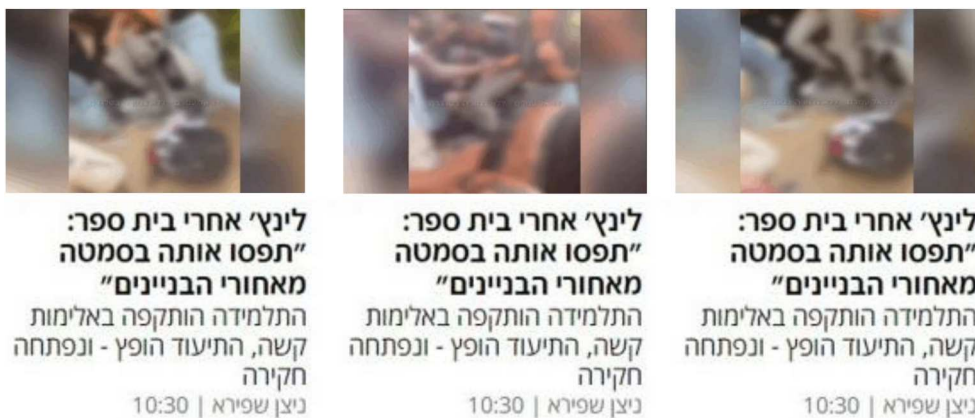 לינץ' אחרי בית ספר:
"תפסו אותה בסמטה
מאחורי הבניינים"
התלמידה הותקפה באלימות
קשה, התיעוד הופץ - ונפתחה
חקירה
ניצן שפירא | 10:30
לינץ' אחרי בית ספר:
"תפסו אותה בסמטה
מאחורי הבניינים"
התלמידה הותקפה באלימות
קשה, התיעוד הופץ - ונפתחה
חקירה
ניצן שפירא | 10:30
לינץ' אחרי בית ספר:
"תפסו אותה בסמטה
מאחורי הבניינים"
התלמידה הותקפה באלימות
קשה, התיעוד הופץ - ונפתחה
חקירה
ניצן שפירא | 10:30